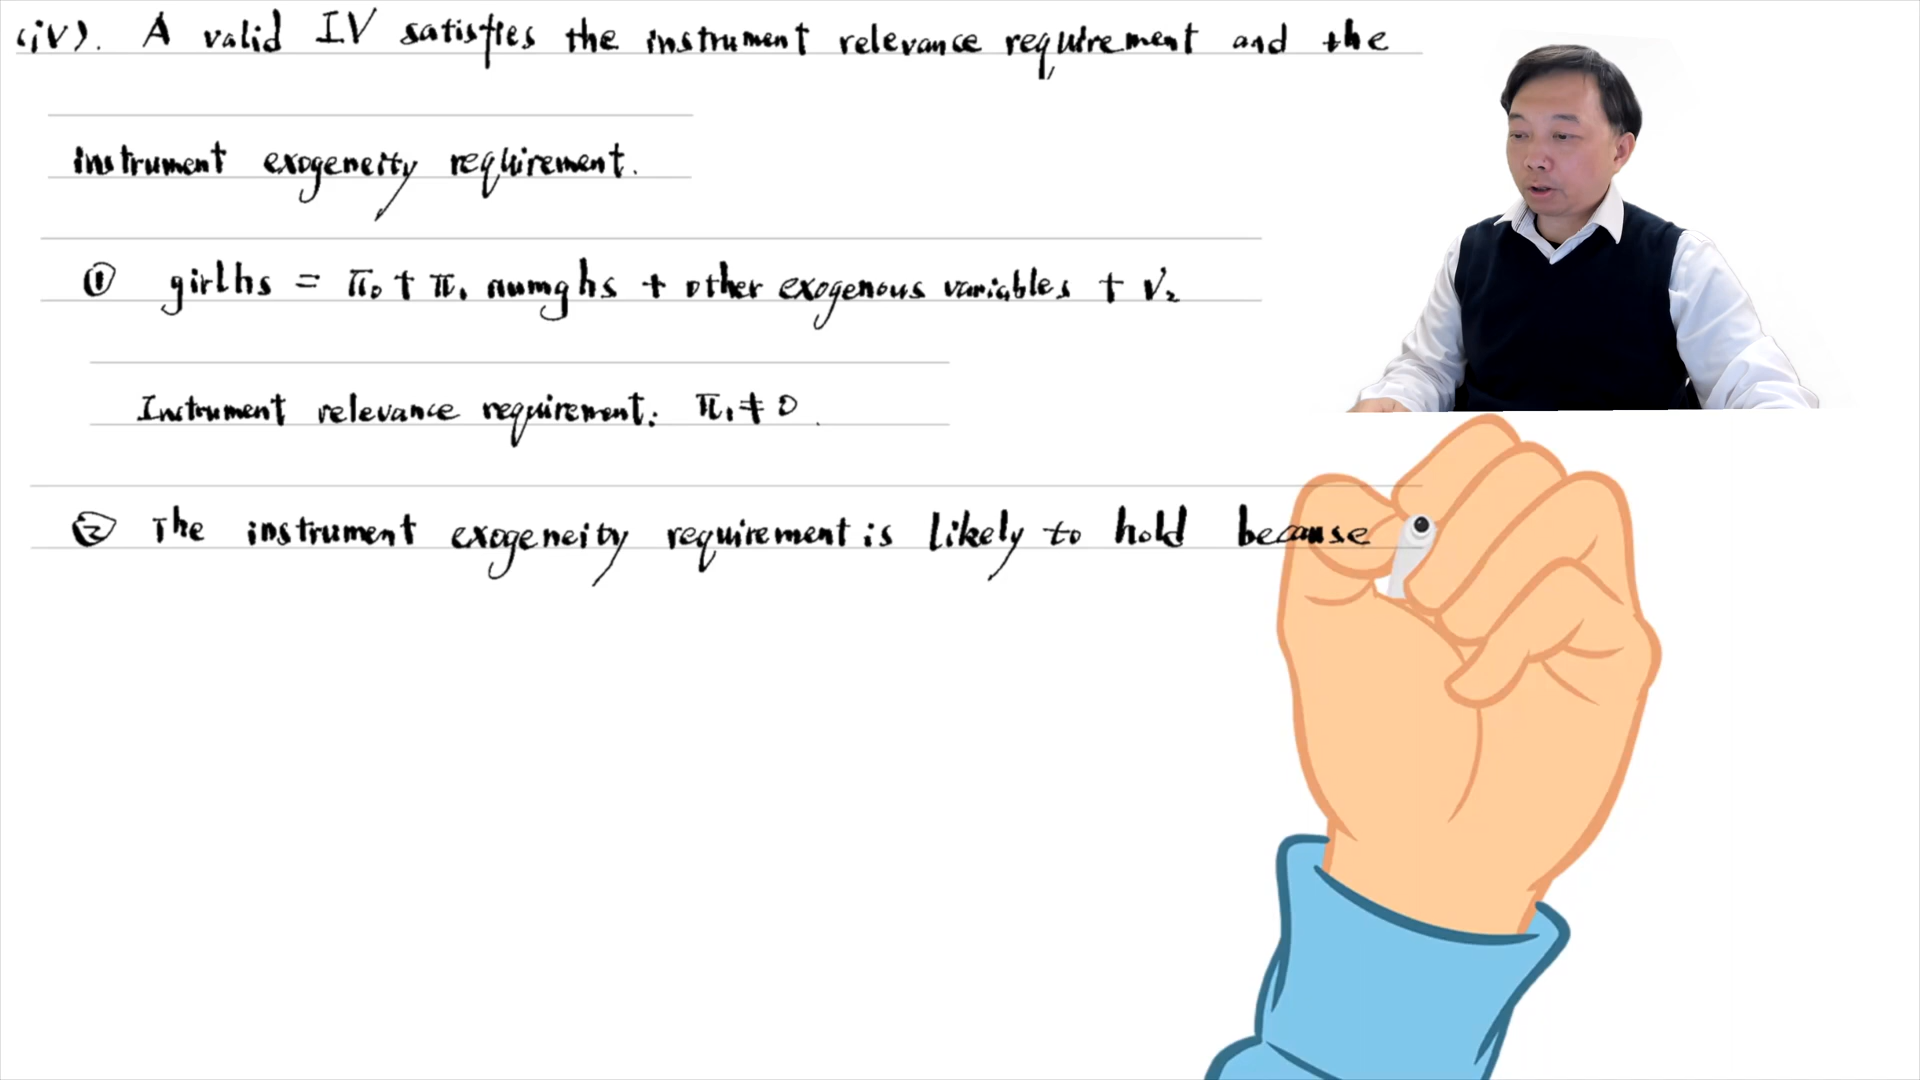 (iv). A valid IV satisfies the instrument relevance requirement and the
instrument exogeneity requirement.
① girlhs = π₀ + π₁ numghs + other exogenous variables + v₂
Instrument relevance requirement: π₁ ≠ 0.
② The instrument exogeneity requirement is likely to hold because